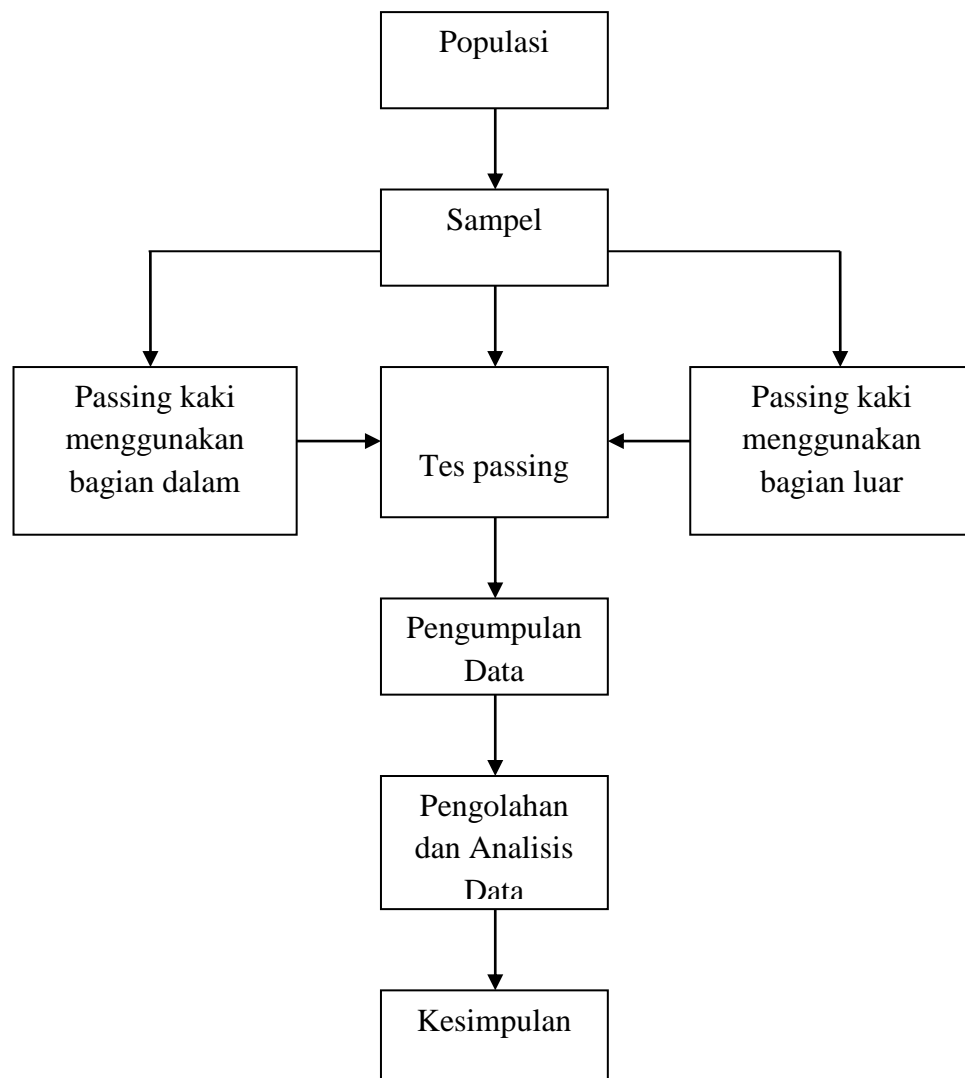 Populasi
Sampel
Passing kaki
menggunakan
bagian dalam
Tes passing
Passing kaki
menggunakan
bagian luar
Pengumpulan
Data
Pengolahan
dan Analisis
Data
Kesimpulan